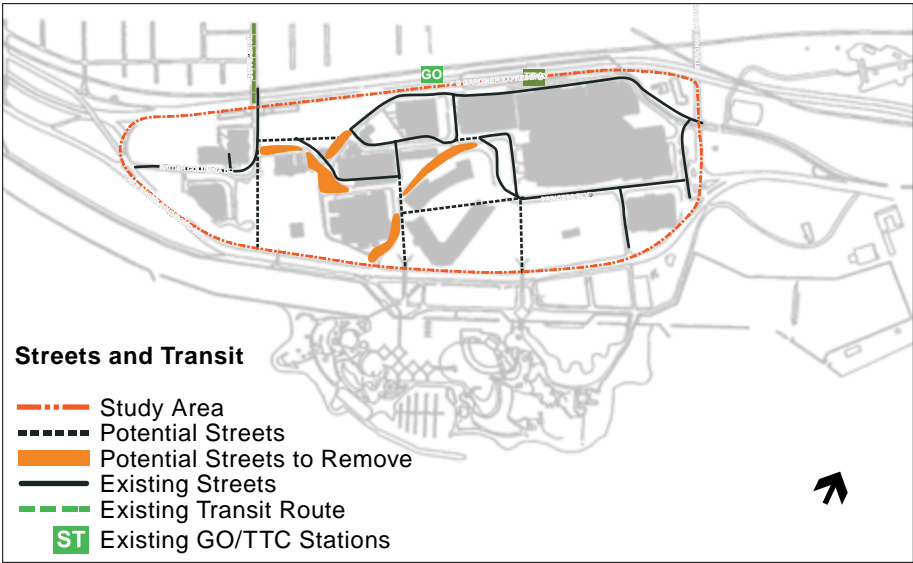 GO
Streets and Transit
Study Area
Potential Streets
Potential Streets to Remove
Existing Streets
Existing Transit Route
ST Existing GO/TTC Stations